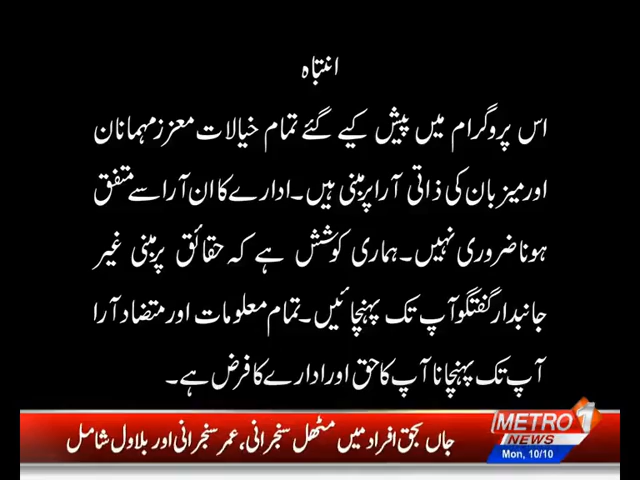 انتباہ
اس پروگرام میں پیش کیے گئے تمام خیالات معزز مہمانان
اور میزبان کی ذاتی آرا پر مبنی ہیں۔ ادارے کا ان آرا سے متفق
ہونا ضروری نہیں۔ ہماری کوشش ہے کہ حقائق پر مبنی غیر
جانبدار گفتگو آپ تک پہنچائیں۔ تمام معلومات اور متضاد آرا
آپ تک پہنچانا آپ کا حق اور ادارے کا فرض ہے۔
جاں بحق افراد میں مٹھل سنجرانی، عمر سنجرانی اور بلاول شامل
METRO 1
NEWS
Mon, 10/10